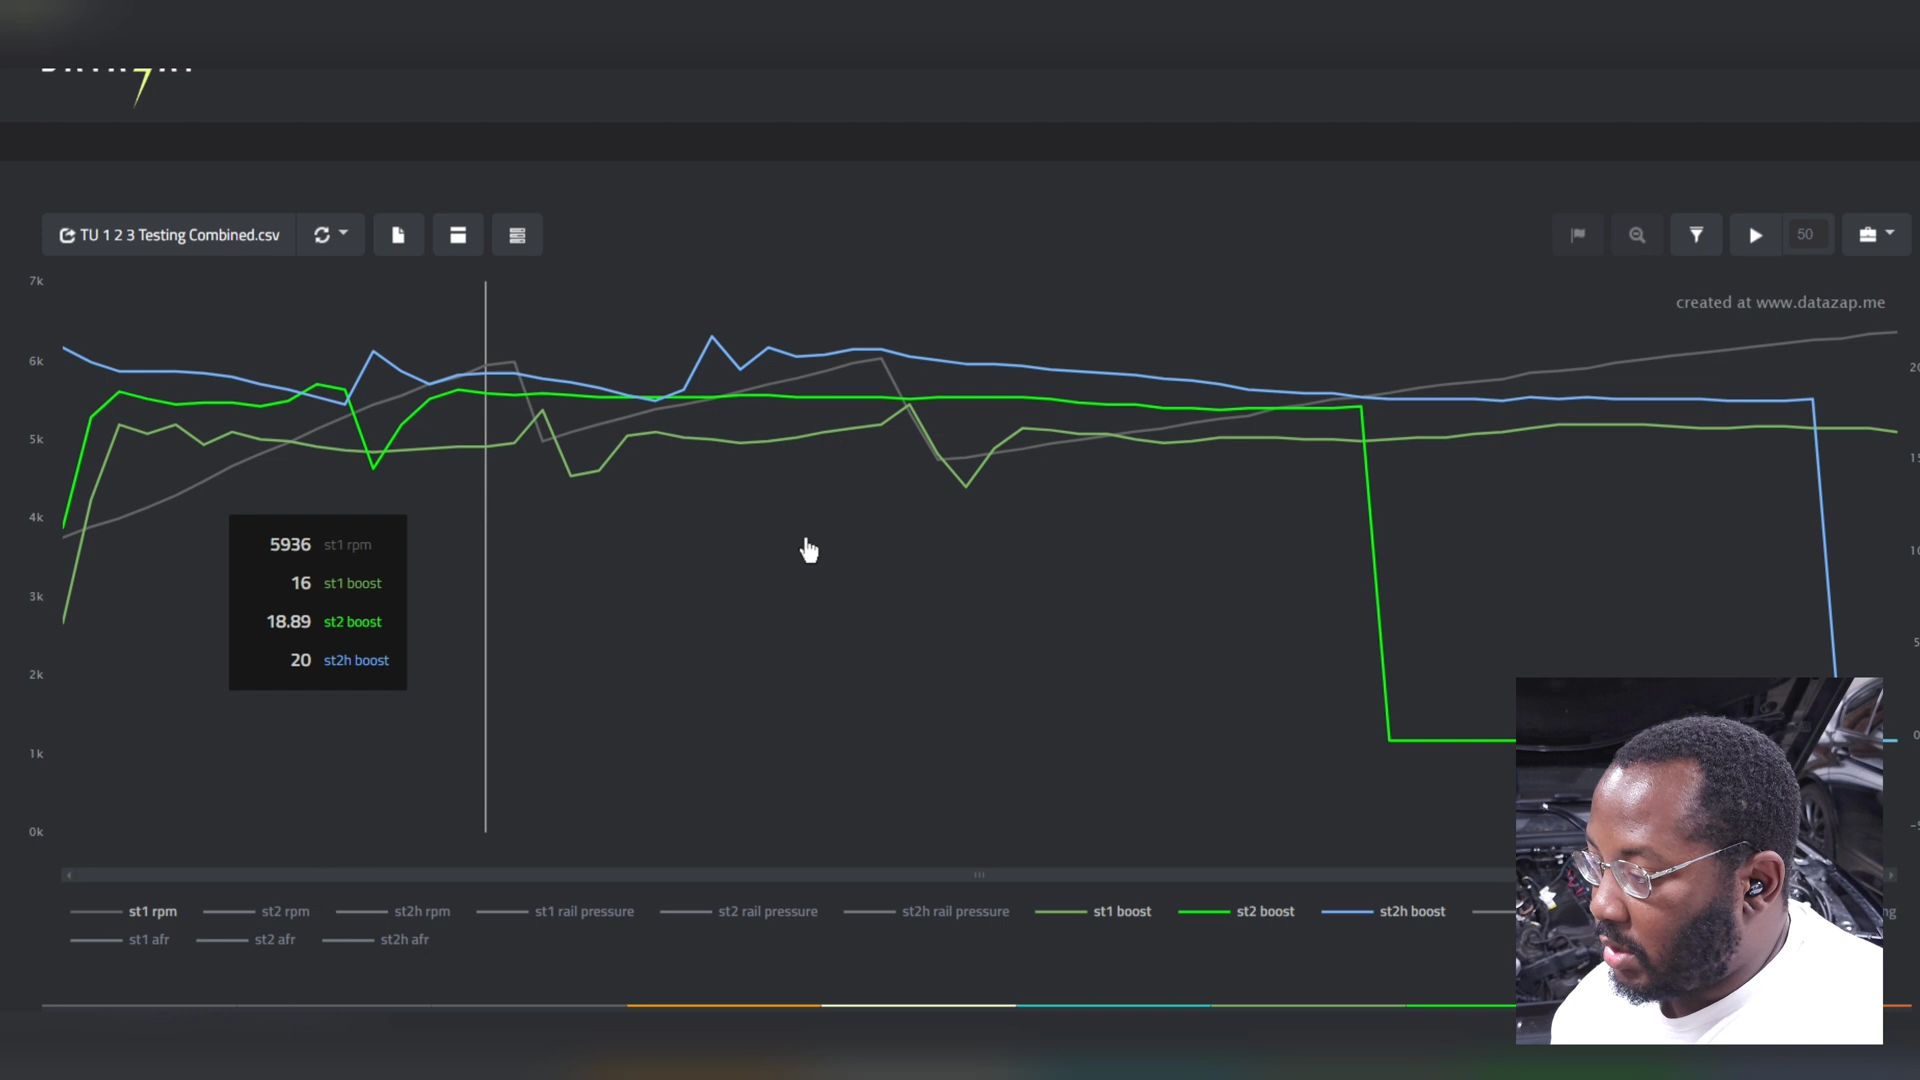 TU 1 2 3 Testing Combined.csv
50
created at www.datazap.me
7k
6k
5k
4k
3k
2k
1k
0k
5936 st1 rpm
16 st1 boost
18.89 st2 boost
20 st2h boost
st1 rpm st2 rpm st2h rpm st1 rail pressure st2 rail pressure st2h rail pressure st1 boost st2 boost st2h boost
st1 afr st2 afr st2h afr